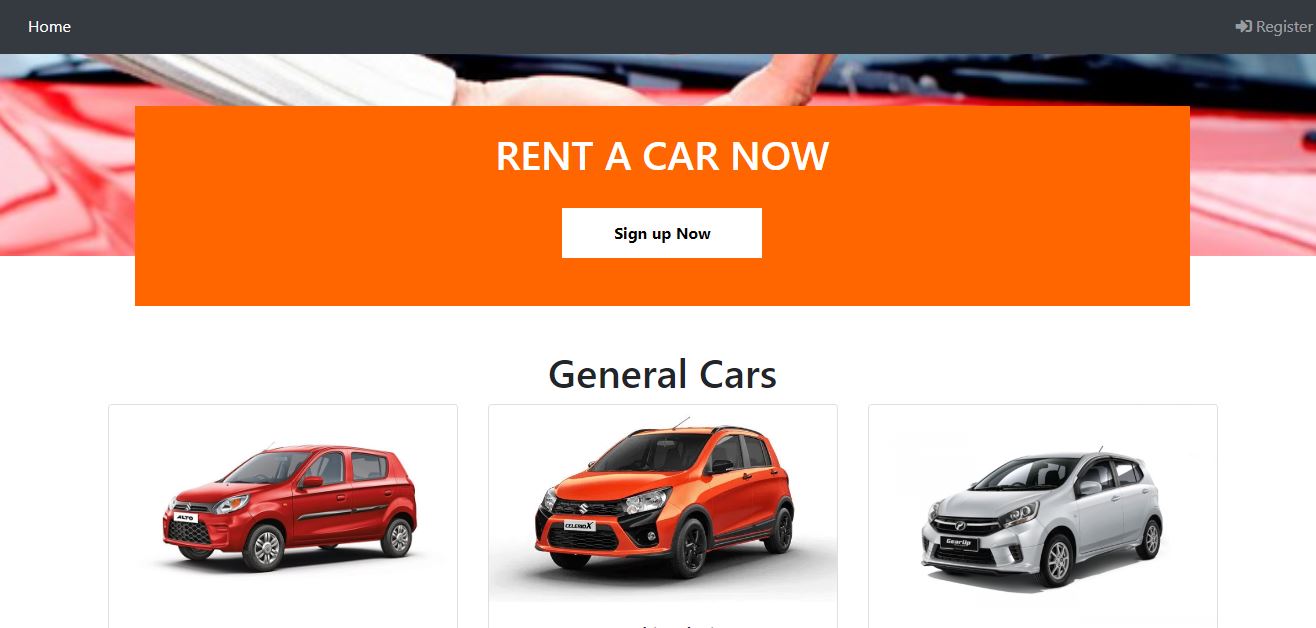 Home
Register
RENT A CAR NOW
Sign up Now
General Cars
ALTO
CELERIO X
GearUp